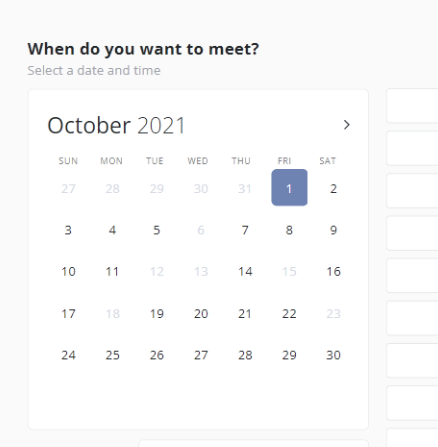 When do you want to meet?
Select a date and time
October 2021
SUN MON TUE WED THU FRI SAT
27 28 29 30 31 1 2
3 4 5 6 7 8 9
10 11 12 13 14 15 16
17 18 19 20 21 22 23
24 25 26 27 28 29 30